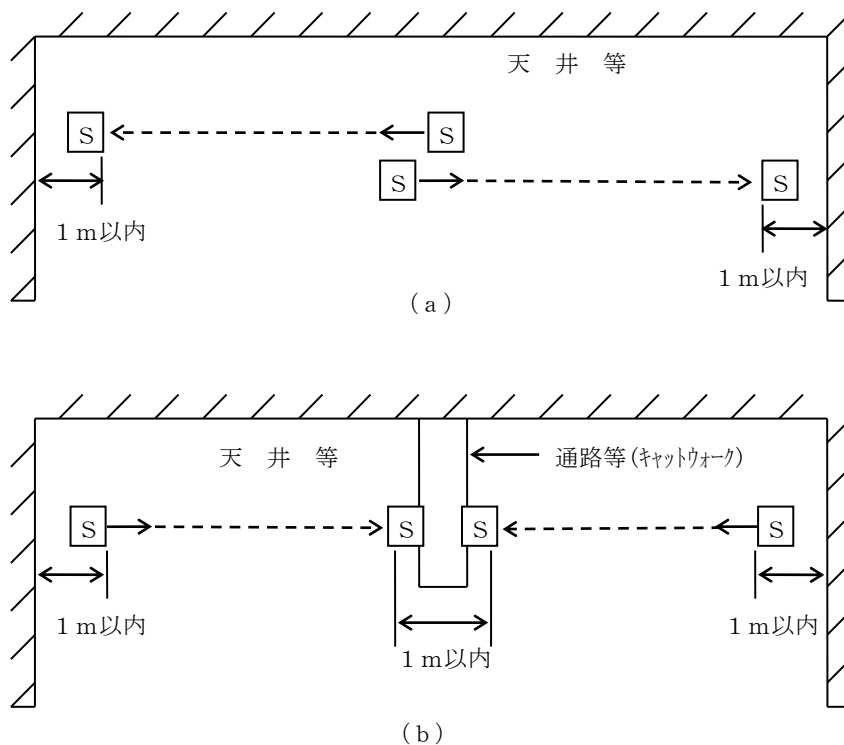 天　井　等
S
S
S
S
１ｍ以内
１ｍ以内
（ａ）
天　井　等
通路等(ｷｬｯﾄｳｫｰｸ)
S
S
S
S
１ｍ以内
１ｍ以内
１ｍ以内
（ｂ）